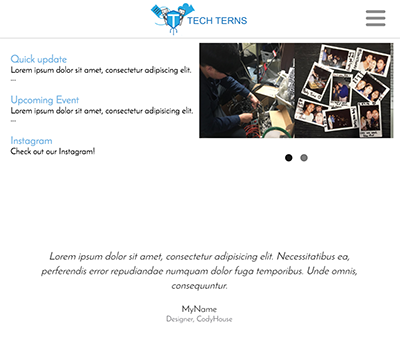 TECH TERNS
Quick update
Lorem ipsum dolor sit amet, consectetur adipisicing elit.
...
Upcoming Event
Lorem ipsum dolor sit amet, consectetur adipisicing elit.
...
Instagram
Check out our Instagram!
Lorem ipsum dolor sit amet, consectetur adipisicing elit. Necessitatibus ea,
perferendis error repudiandae numquam dolor fuga temporibus. Unde omnis,
consequuntur.
MyName
Designer, CodyHouse